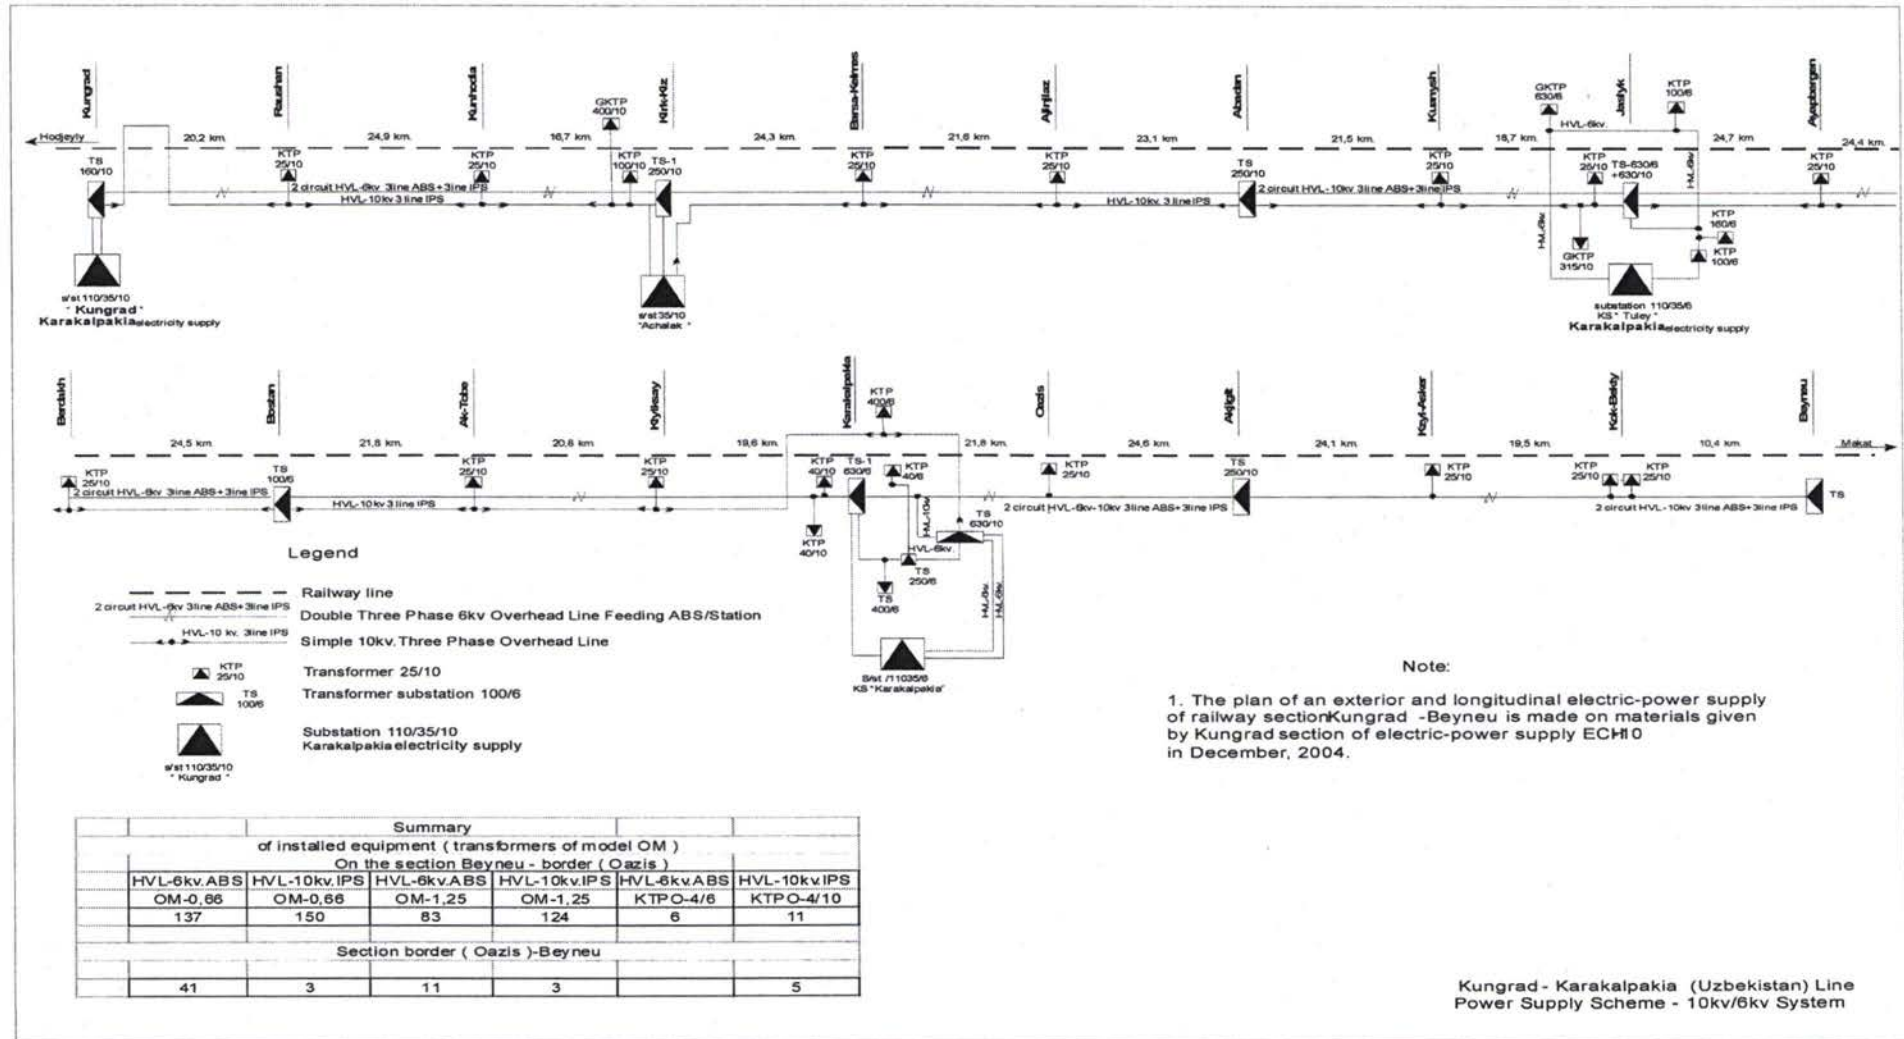 Kungrad
Raushan
Kunhodia
Kirk-Kiz
Barsa-Kelmes
Ajinjiaz
Abadan
Kuanysh
Jaslyk
Ayapbergen
Hodjeyly
20,2 km.
24,9 km.
16,7 km.
24,3 km.
21,6 km.
23,1 km.
21,5 km.
18,7 km.
24,7 km.
24,4 km.
TS
160/10
KTP
25/10
KTP
25/10
GKTP
400/10
KTP
100/10
TS-1
250/10
KTP
25/10
KTP
25/10
TS
250/10
KTP
25/10
GKTP
630/6
KTP
100/6
HVL-6kv.
KTP
25/10
TS-630/6
+630/10
HVL-6kv.
KTP
25/10
2 circuit HVL-6kv 3line ABS+3line IPS
HVL-10kv 3 line IPS
HVL-10kv. 3 line IPS
2 circuit HVL-10kv 3line ABS+3line IPS
HVL-6kv.
GKTP
315/10
KTP
160/6
KTP
100/6
s/st 110/35/10
" Kungrad "
Karakalpakia electricity supply
s/st 35/10
"Achalak "
substation 110/35/6
KS " Tuley "
Karakalpakia electricity supply
Berdakh
Bostan
Ak-Tobe
Kiyiksay
Karakalpakia
Oazis
Akjigit
Kzyl-Asker
Kok-Bekty
Beyneu
24,5 km.
21,8 km.
20,8 km.
19,6 km.
21,8 km.
24,6 km.
24,1 km.
19,5 km.
10,4 km.
Makat
KTP
25/10
TS
100/6
KTP
25/10
KTP
25/10
KTP
400/6
KTP
40/10
TS-1
630/6
KTP
40/6
KTP
25/10
TS
250/10
KTP
25/10
KTP
25/10
KTP
25/10
TS
2 circuit HVL-6kv 3line ABS+3line IPS
HVL-10kv 3 line IPS
2 circuit HVL-6kv-10kv 3line ABS+3line IPS
2 circuit HVL-10kv 3line ABS+3line IPS
KTP
40/10
HVL-10kv
TS
630/10
HVL-6kv.
TS
250/6
TS
400/6
HVL-6kv.
HVL-6kv.
S/st /11035/6
KS "Karakalpakia"
Legend
Railway line
2 circuit HVL-6kv 3line ABS+3line IPS
Double Three Phase 6kv Overhead Line Feeding ABS/Station
HVL-10 kv. 3line IPS
Simple 10kv. Three Phase Overhead Line
KTP
25/10
Transformer 25/10
TS
100/6
Transformer substation 100/6
Substation 110/35/10
Karakalpakia electricity supply
s/st 110/35/10
" Kungrad "
Note:
1. The plan of an exterior and longitudinal electric-power supply
of railway sectionKungrad -Beyneu is made on materials given
by Kungrad section of electric-power supply ECH10
in December, 2004.
Summary
of installed equipment ( transformers of model OM )
On the section Beyneu - border ( Oazis )
HVL-6kv.ABS HVL-10kv.IPS HVL-6kv.ABS HVL-10kv.IPS HVL-6kv.ABS HVL-10kv.IPS
OM-0,66 OM-0,66 OM-1,25 OM-1,25 KTPO-4/6 KTPO-4/10
137 150 83 124 6 11
Section border ( Oazis )-Beyneu
41 3 11 3 5
Kungrad - Karakalpakia (Uzbekistan) Line
Power Supply Scheme - 10kv/6kv System